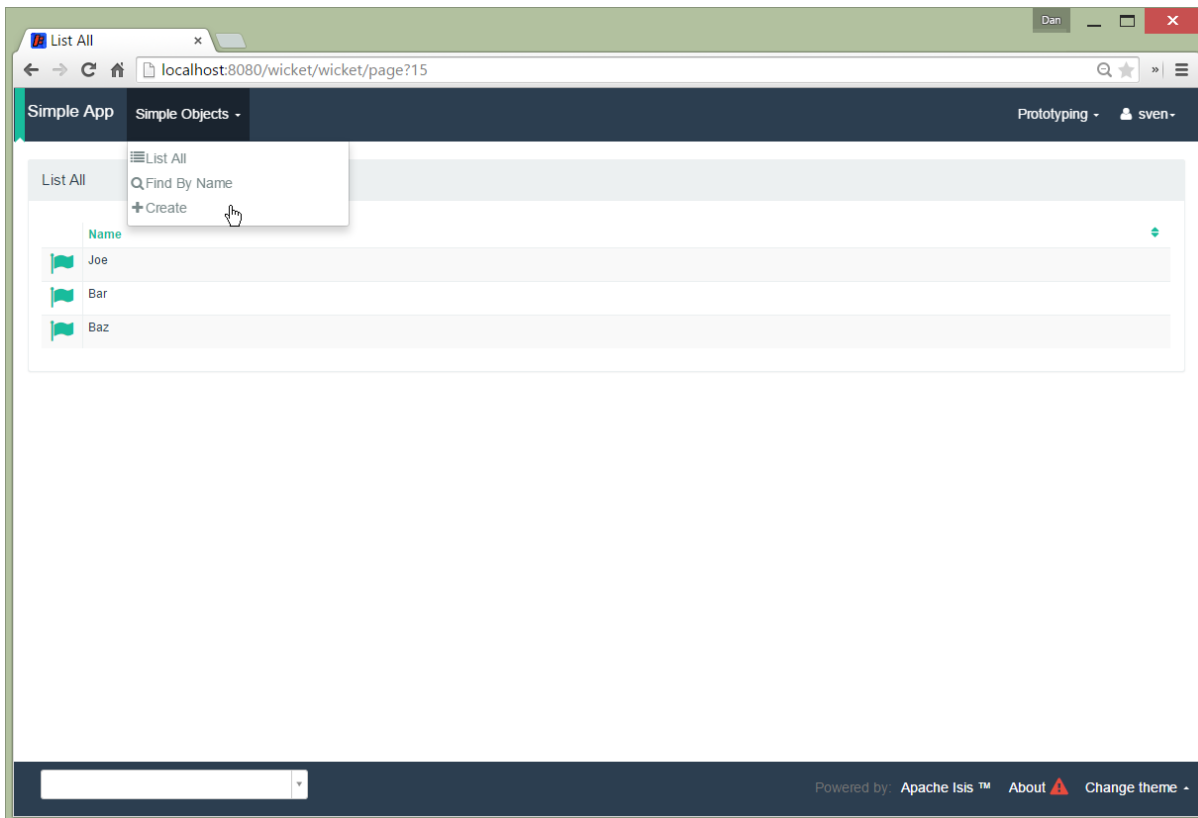 Dan
List All
localhost:8080/wicket/wicket/page?15
Simple App Simple Objects Prototyping sven
List All
Find By Name
Create
List All
Name
Joe
Bar
Baz
Powered by: Apache Isis ™ About Change theme